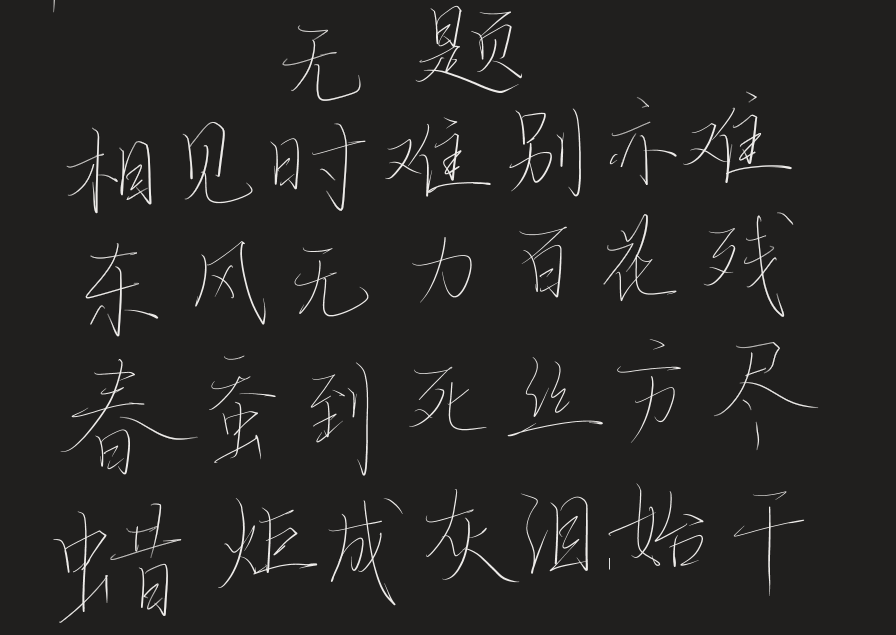 无题
相见时难别亦难
东风无力百花残
春蚕到死丝方尽
蜡炬成灰泪始干